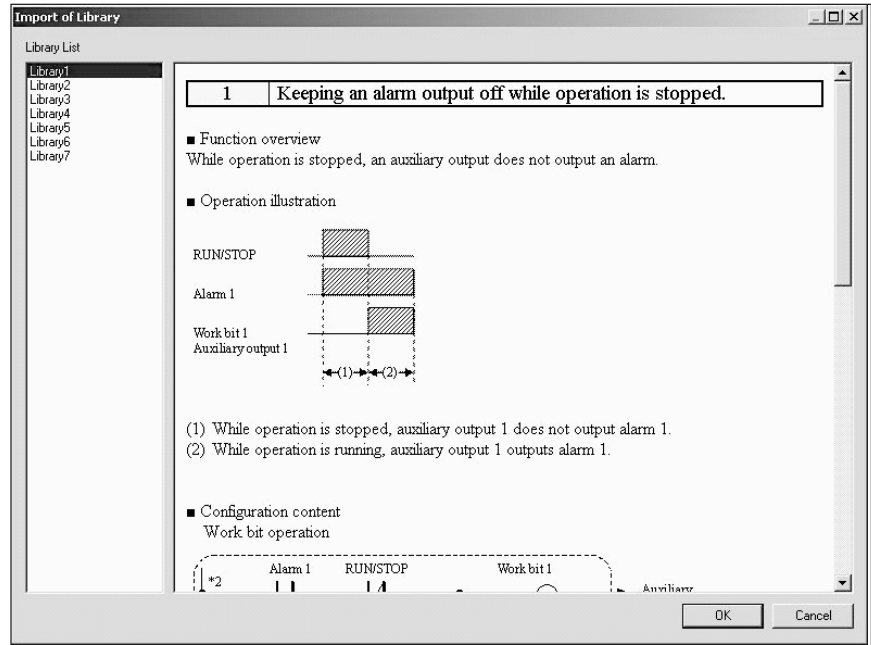 Import of Library
Library List
Library1
Library2
Library3
Library4
Library5
Library6
Library7
1 Keeping an alarm output off while operation is stopped.
■ Function overview
While operation is stopped, an auxiliary output does not output an alarm.
■ Operation illustration
RUN/STOP
Alarm 1
Work bit 1
Auxiliary output 1
(1) (2)
(1) While operation is stopped, auxiliary output 1 does not output alarm 1.
(2) While operation is running, auxiliary output 1 outputs alarm 1.
■ Configuration content
Work bit operation
Alarm 1 RUN/STOP Work bit 1
*2
Auxiliary
OK Cancel